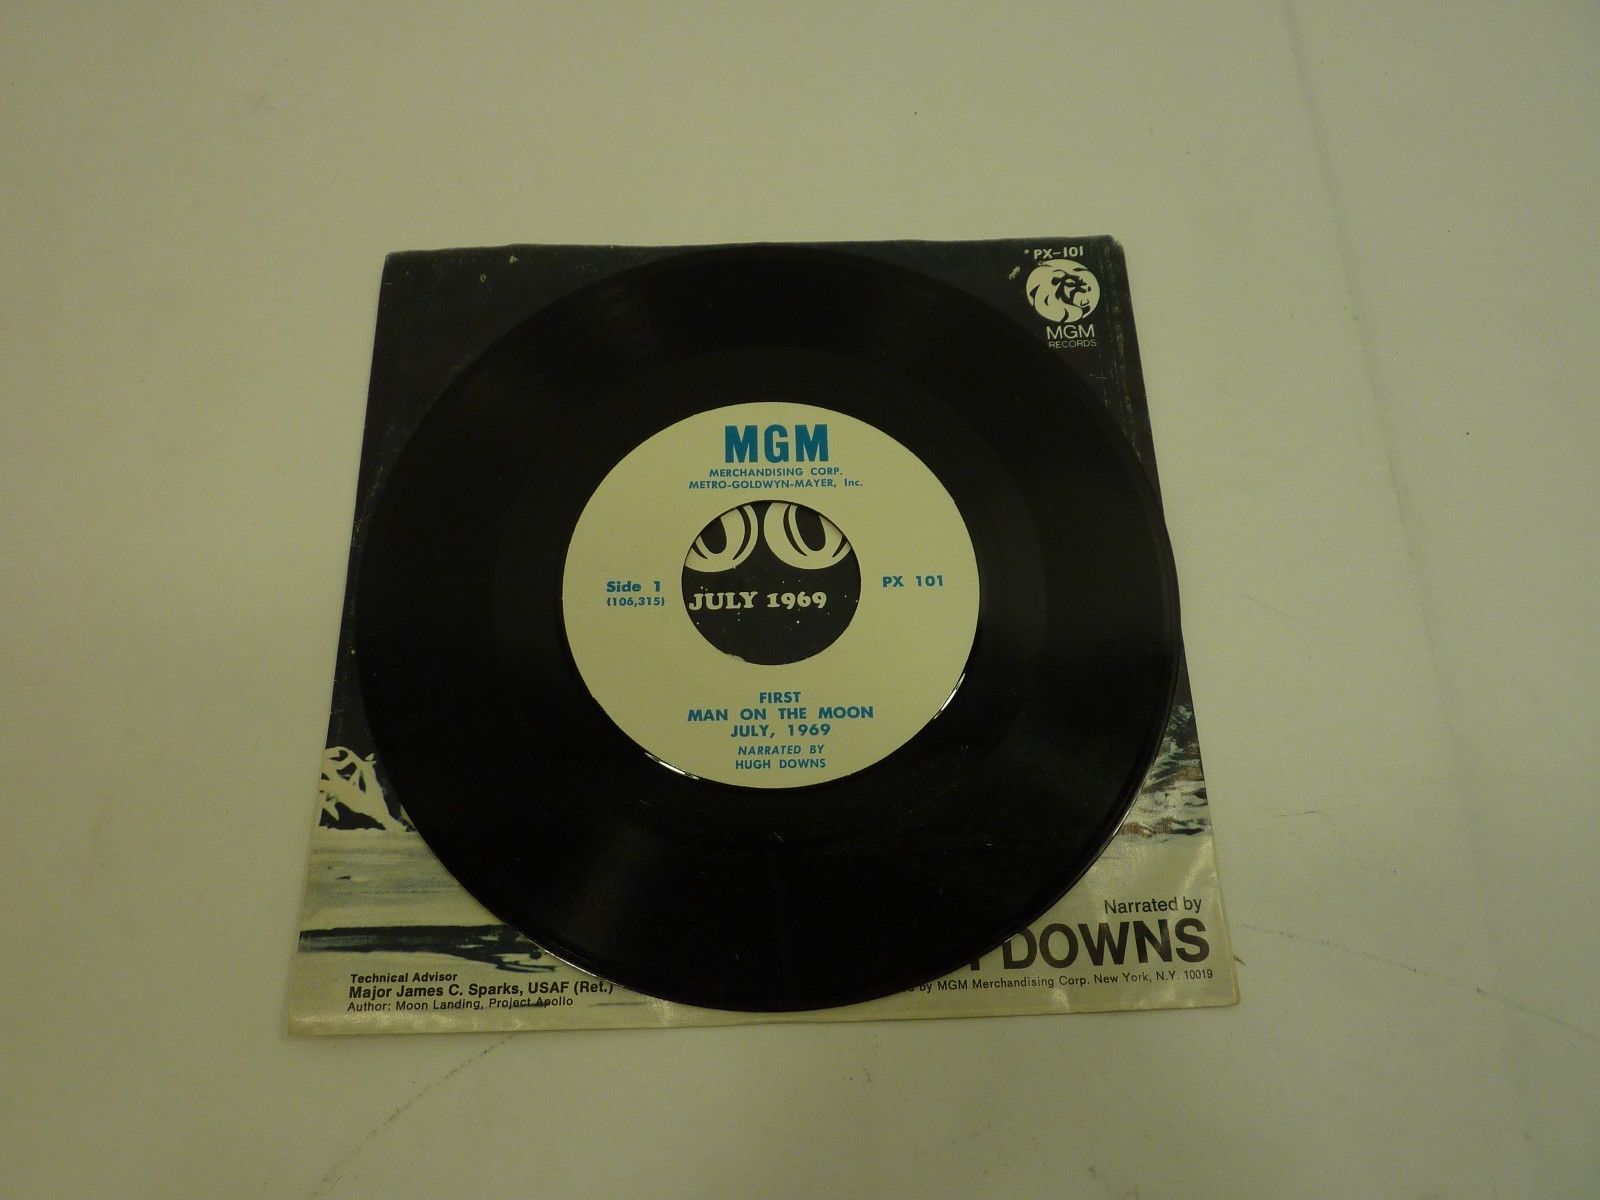 PX-101
MGM
RECORDS
MGM
MERCHANDISING CORP.
METRO-GOLDWYN-MAYER, Inc.
Side 1
(106,315)
JULY 1969
PX 101
FIRST
MAN ON THE MOON
JULY, 1969
NARRATED BY
HUGH DOWNS
Narrated by
DOWNS
by MGM Merchandising Corp. New York, N.Y. 10019
Technical Advisor
Major James C. Sparks, USAF (Ret.)
Author: Moon Landing, Project Apollo